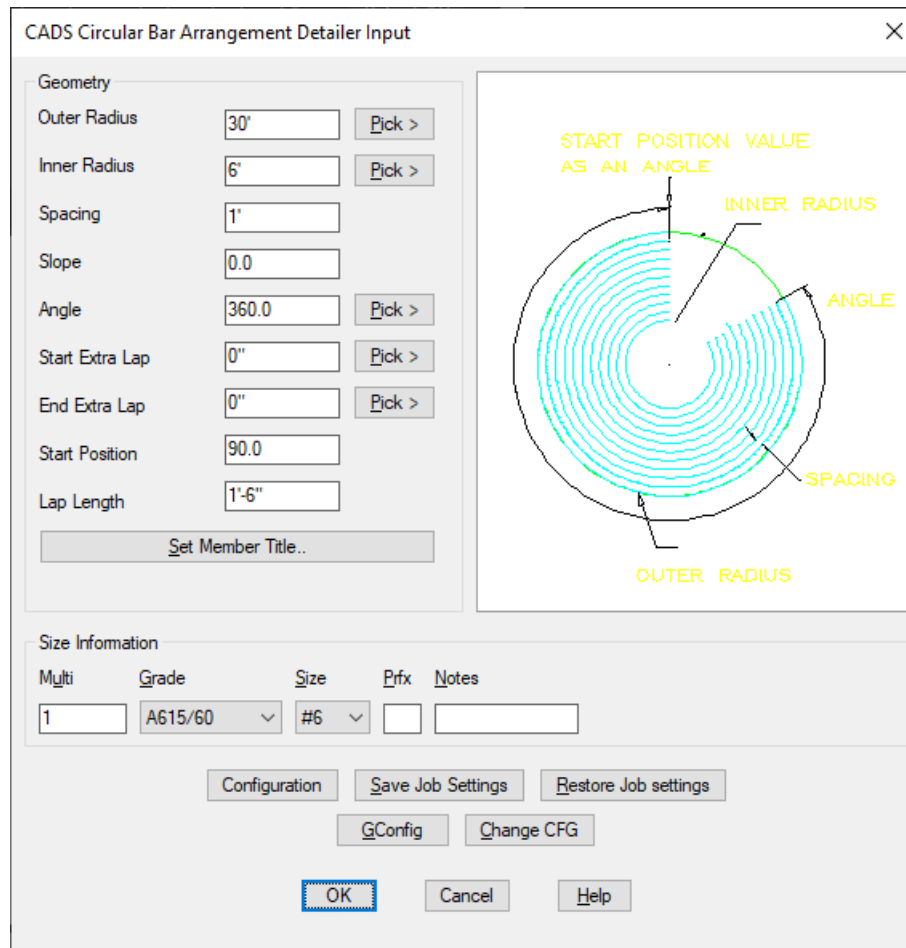 CADS Circular Bar Arrangement Detailer Input
Geometry
Outer Radius 30' Pick >
Inner Radius 6' Pick >
Spacing 1'
Slope 0.0
Angle 360.0 Pick >
Start Extra Lap 0" Pick >
End Extra Lap 0" Pick >
Start Position 90.0
Lap Length 1'-6"
Set Member Title..
START POSITION VALUE
AS AN ANGLE
INNER RADIUS
ANGLE
SPACING
OUTER RADIUS
Size Information
Multi Grade Size Prfx Notes
1 A615/60 #6
Configuration Save Job Settings Restore Job settings
GConfig Change CFG
OK Cancel Help